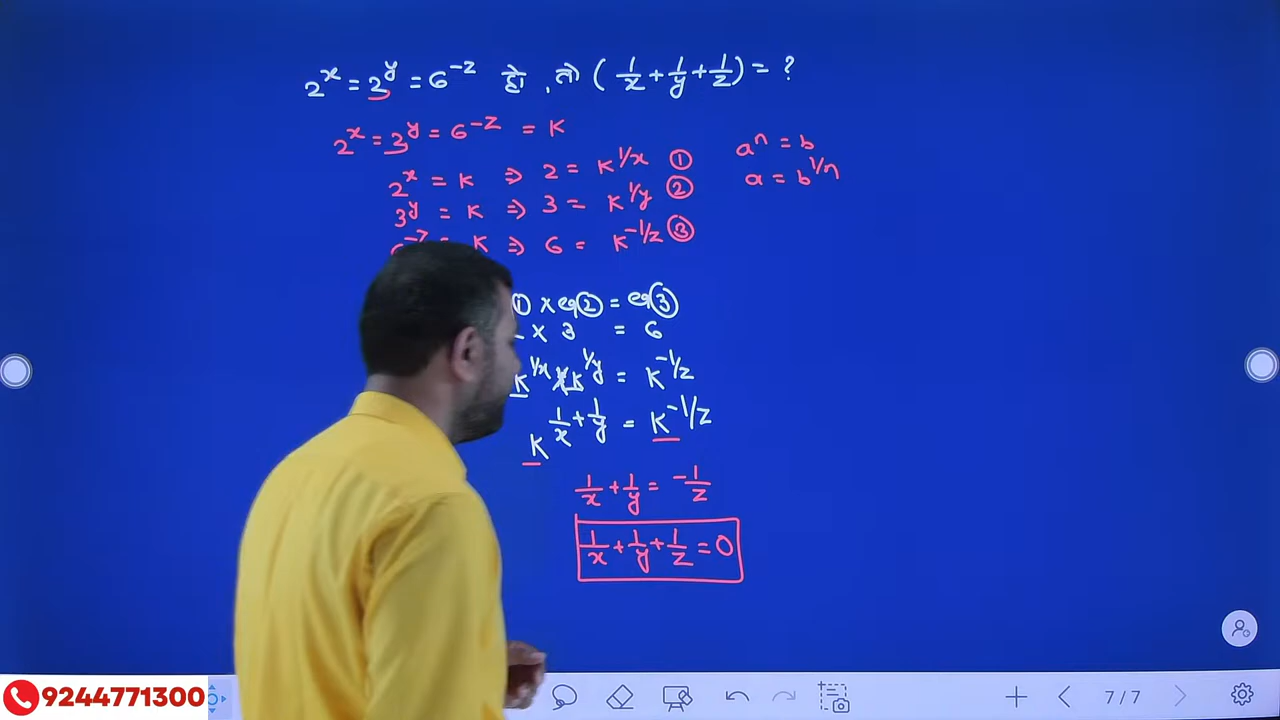 2^x = 3^y = 6^-z हो , तो ( 1/x + 1/y + 1/z ) = ?
2^x = 3^y = 6^-z = K
2^x = K ⇒ 2 = K^1/x ①
3^y = K ⇒ 3 = K^1/y ②
K ⇒ 6 = K^-1/z ③
a^n = b
a = b^1/n
① × eq② = eq③
× 3 = 6
K^1/x × K^1/y = K^-1/z
K^1/x + 1/y = K^-1/z
1/x + 1/y = -1/z
1/x + 1/y + 1/z = 0
9244771300
7/7